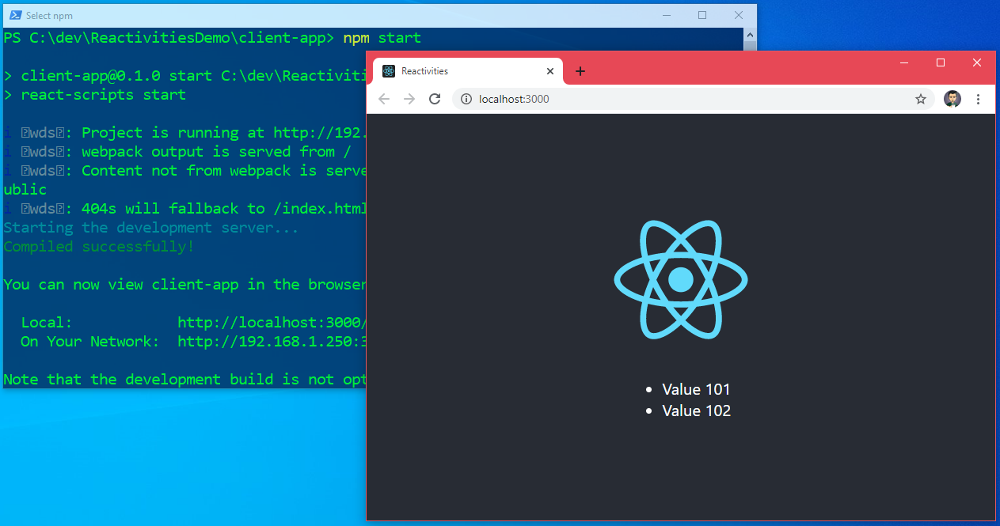 Select npm
PS C:\dev\ReactivitiesDemo\client-app> npm start
> client-app@0.1.0 start C:\dev\Reactiviti
> react-scripts start
i 「wds」: Project is running at http://192.
i 「wds」: webpack output is served from /
i 「wds」: Content not from webpack is serve
ublic
i 「wds」: 404s will fallback to /index.html
Starting the development server...
Compiled successfully!
You can now view client-app in the browser
Local: http://localhost:3000/
On Your Network: http://192.168.1.250:3
Note that the development build is not opt
Reactivities
localhost:3000
• Value 101
• Value 102